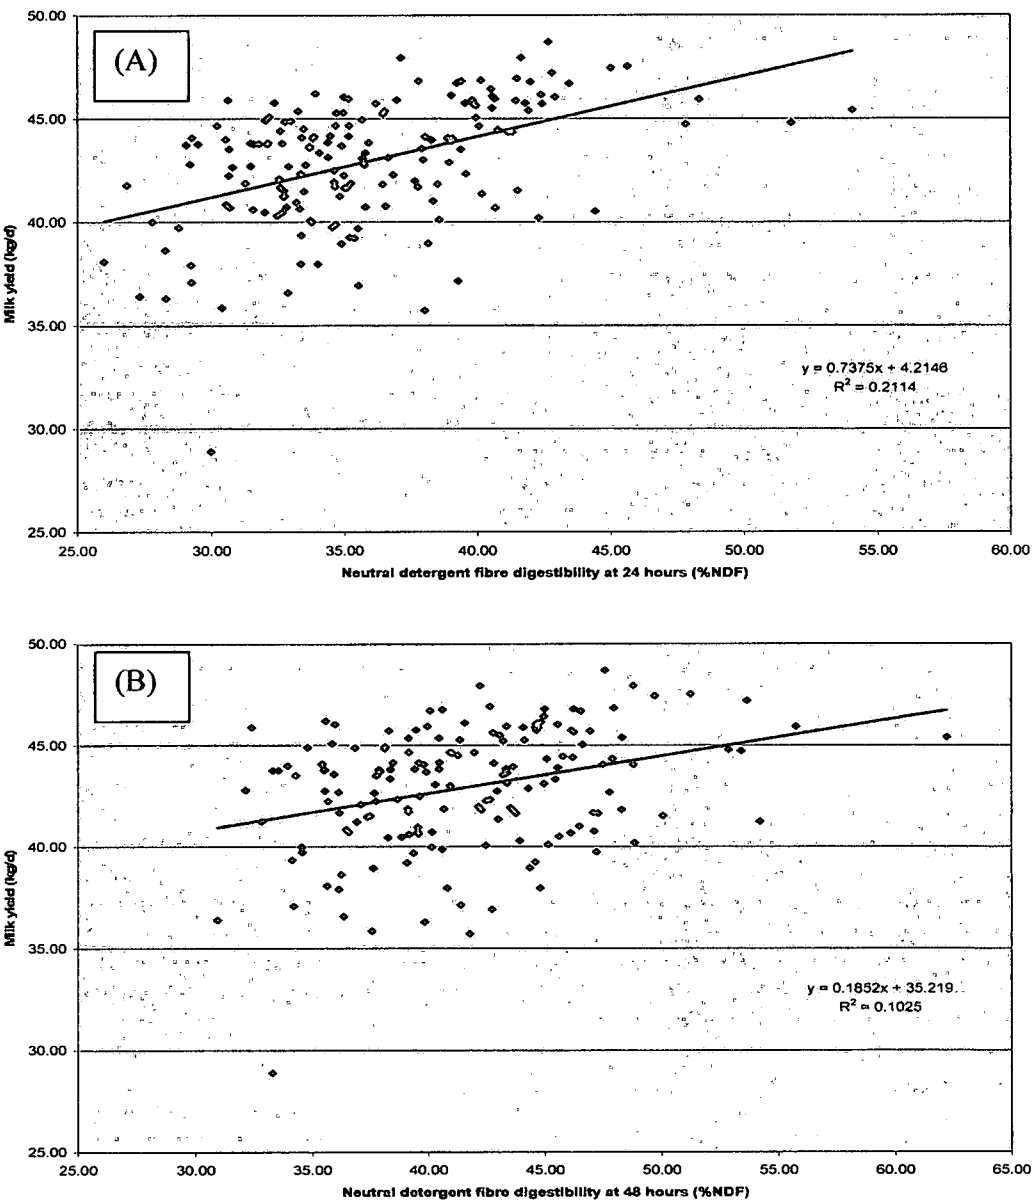 (A)
50.00
45.00
40.00
35.00
30.00
25.00
Milk yield (kg/d)
y = 0.7375x + 4.2146
R² = 0.2114
25.00 30.00 35.00 40.00 45.00 50.00 55.00 60.00
Neutral detergent fibre digestibility at 24 hours (%NDF)
(B)
50.00
45.00
40.00
35.00
30.00
25.00
Milk yield (kg/d)
y = 0.1852x + 35.219
R² = 0.1025
25.00 30.00 35.00 40.00 45.00 50.00 55.00 60.00 65.00
Neutral detergent fibre digestibility at 48 hours (%NDF)